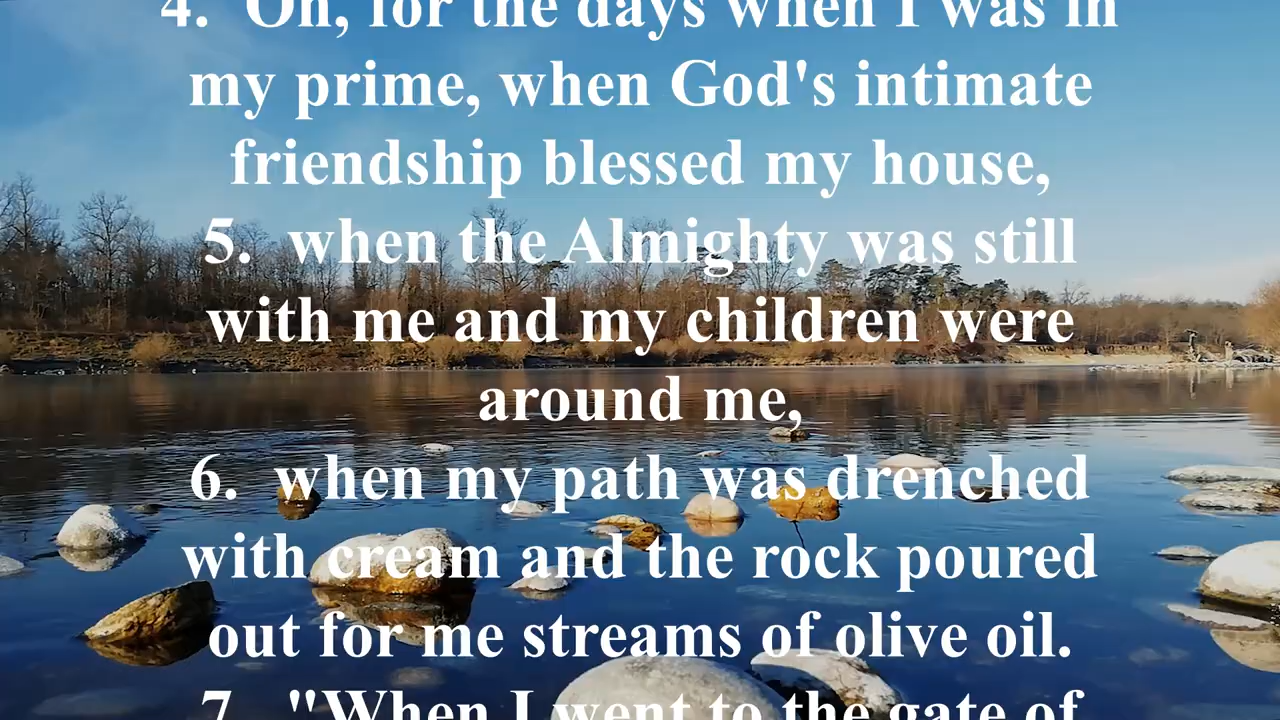 4. Oh, for the days when I was in
my prime, when God's intimate
friendship blessed my house,
5. when the Almighty was still
with me and my children were
around me,
6. when my path was drenched
with cream and the rock poured
out for me streams of olive oil.
7. "When I went to the gate of